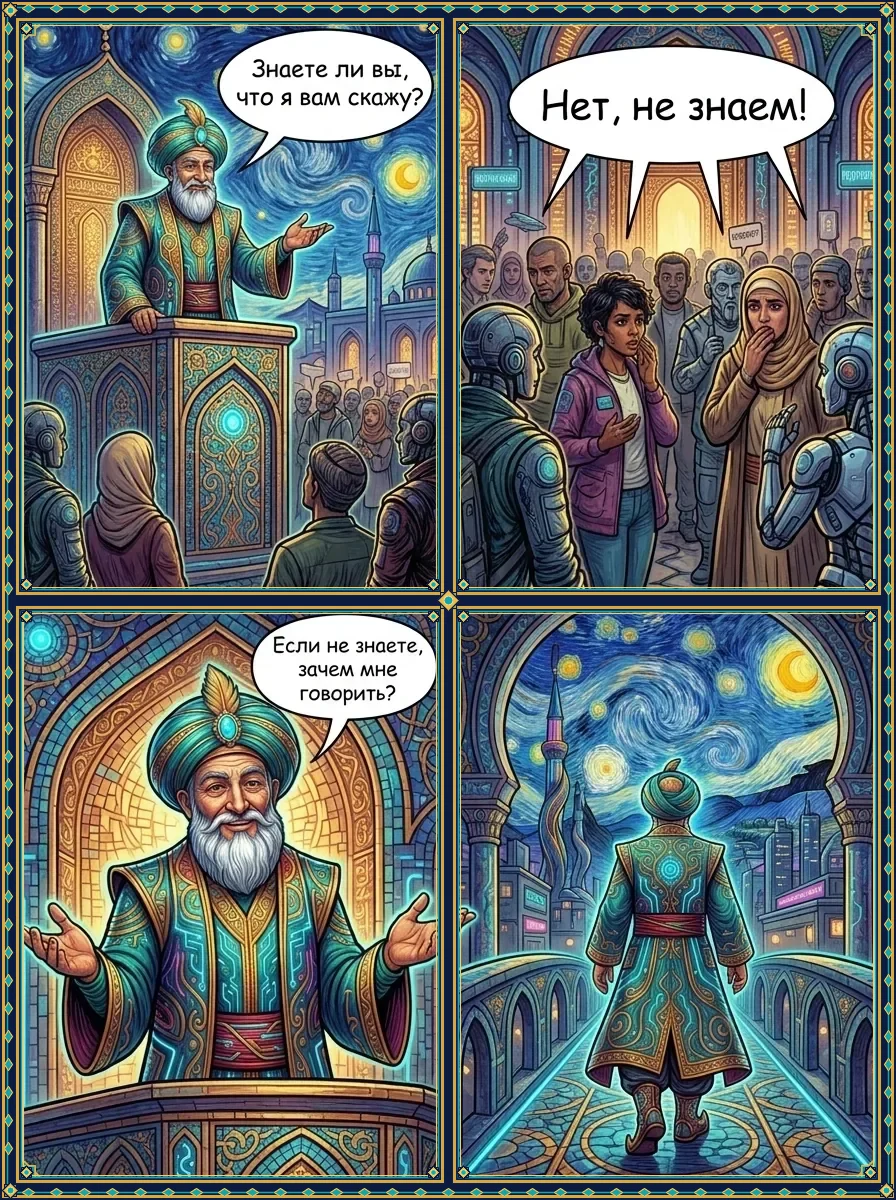 Знаете ли вы,
что я вам скажу?
Нет, не знаем!
Если не знаете,
зачем мне
говорить?